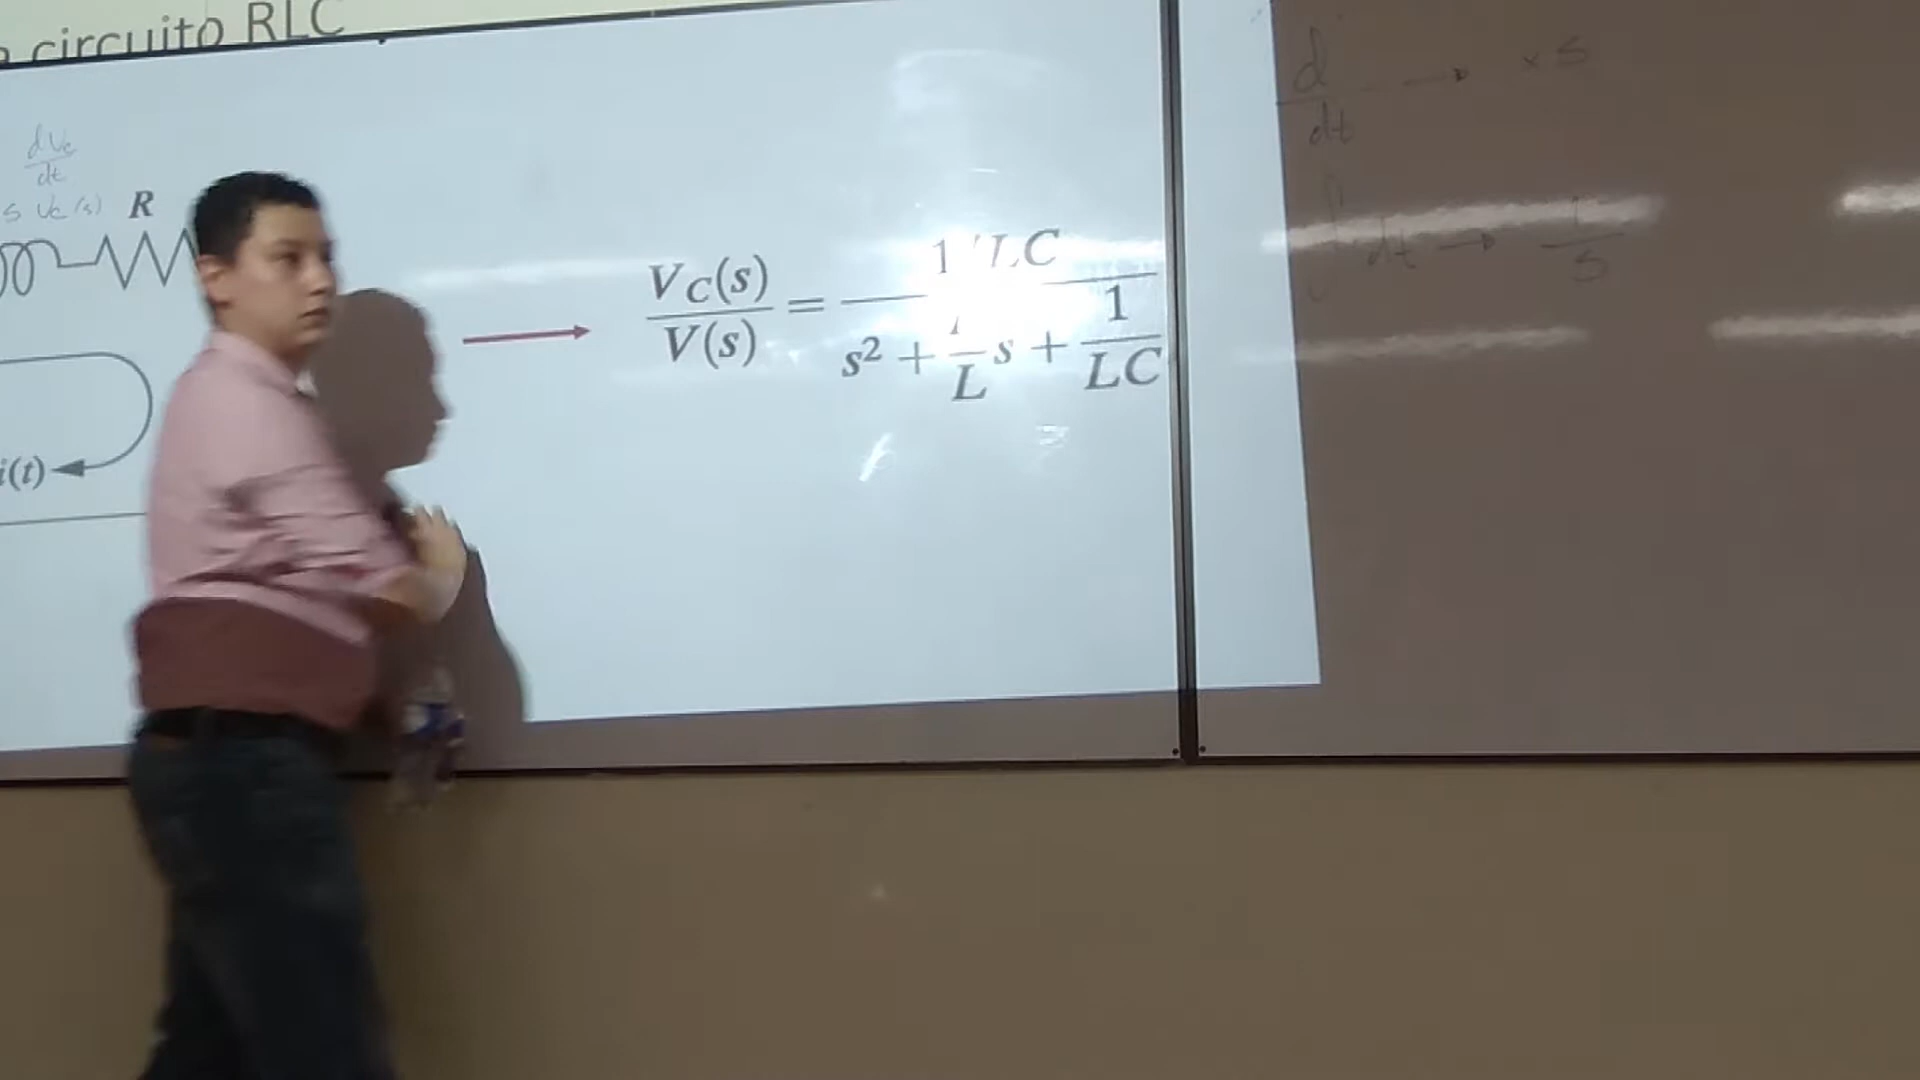 circuito RLC
dVc
dt
s Vc(s) R
i(t)
VC(s) / V(s) = 1/LC / s² + /L s + 1/LC
d/dt → × s
∫ dt → 1/s